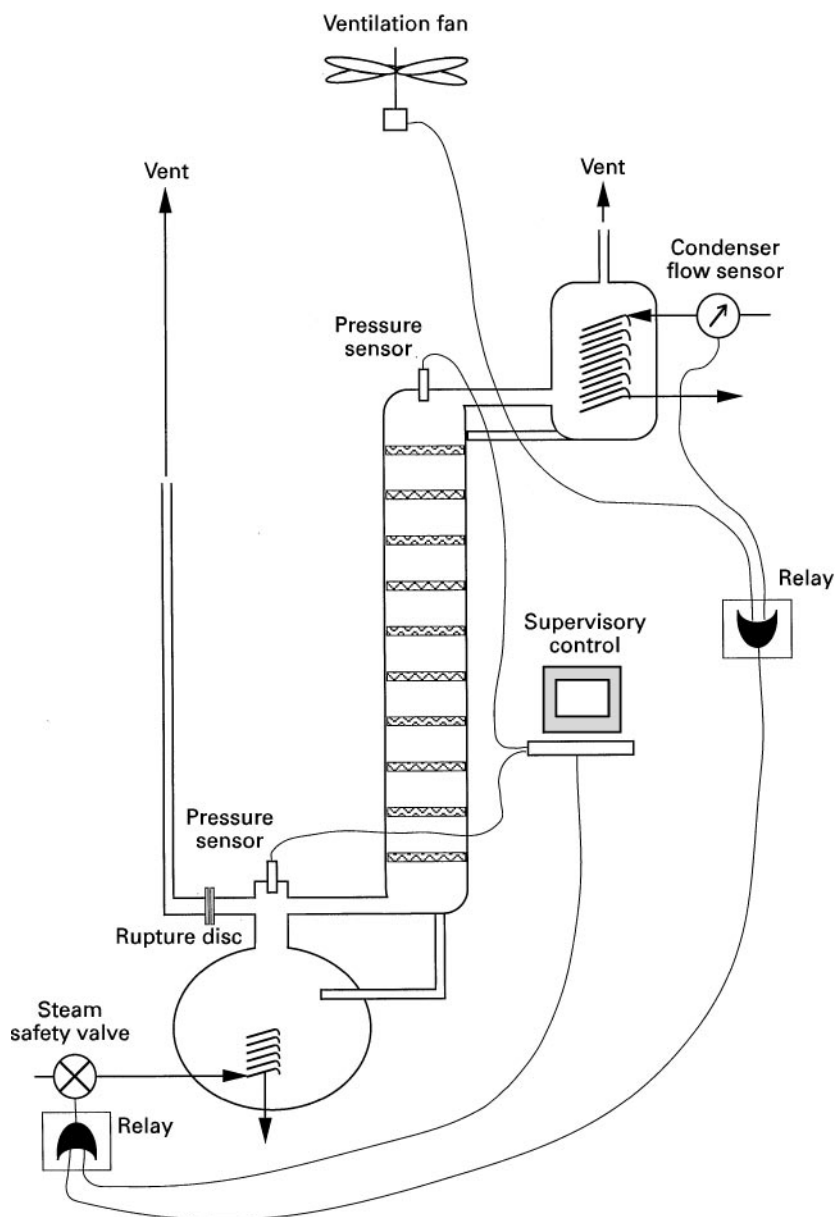 Ventilation fan
Vent
Vent
Condenser
flow sensor
Pressure
sensor
Relay
Supervisory
control
Pressure
sensor
Rupture disc
Steam
safety valve
Relay